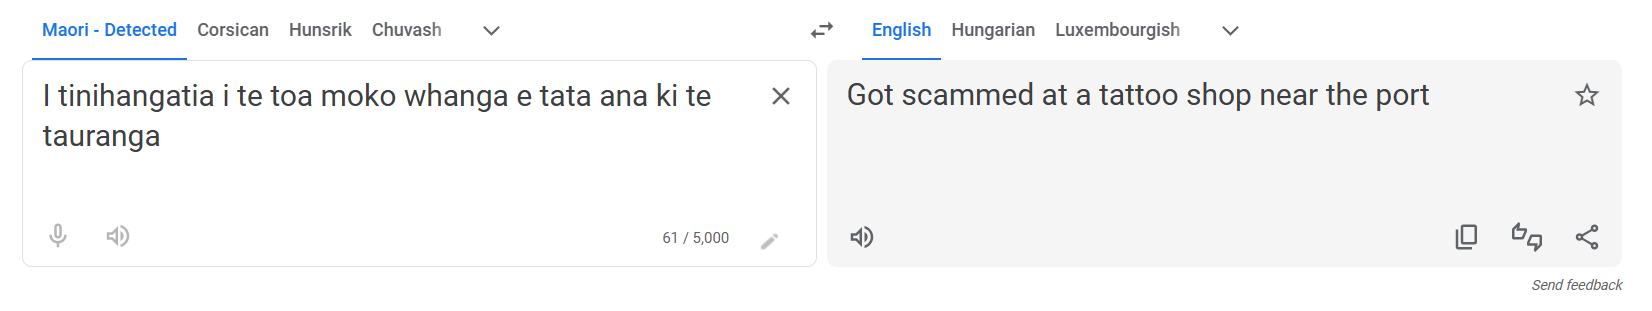 Maori - Detected Corsican Hunsrik Chuvash
English Hungarian Luxembourgish
I tinihangatia i te toa moko whanga e tata ana ki te
tauranga
61 / 5,000
Got scammed at a tattoo shop near the port
Send feedback